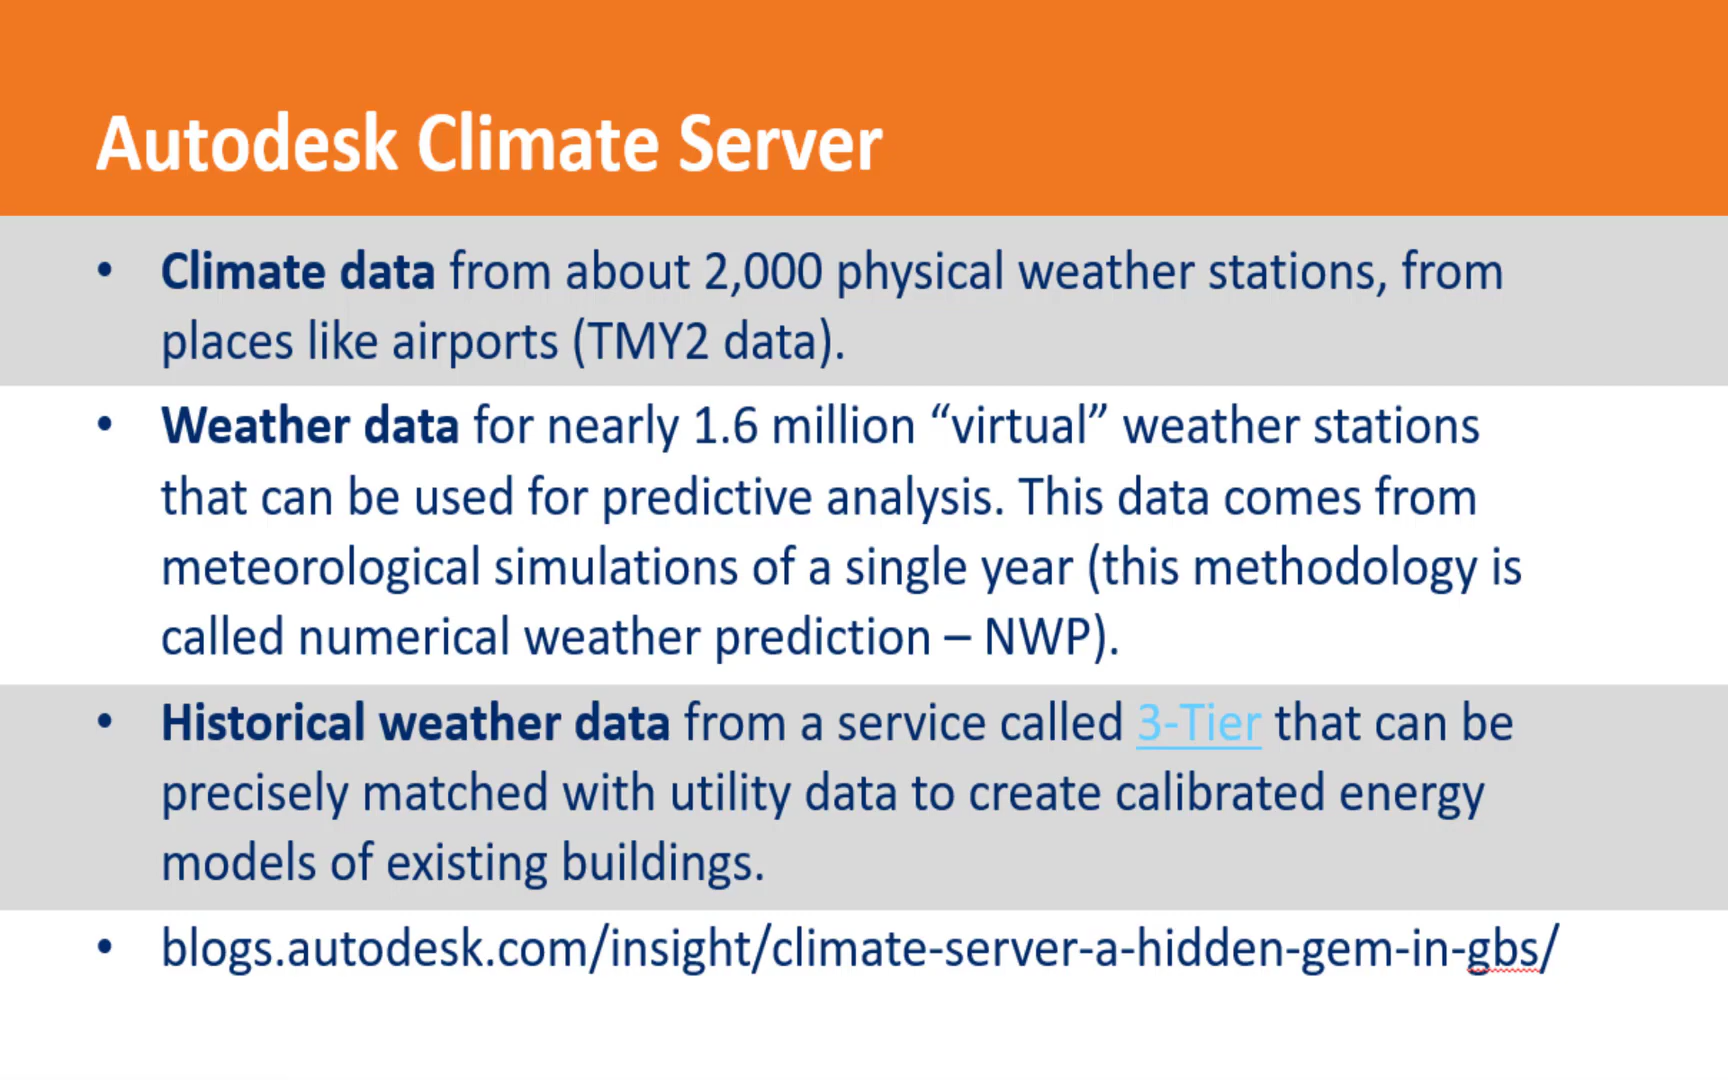 Autodesk Climate Server
• Climate data from about 2,000 physical weather stations, from
places like airports (TMY2 data).
• Weather data for nearly 1.6 million “virtual” weather stations
that can be used for predictive analysis. This data comes from
meteorological simulations of a single year (this methodology is
called numerical weather prediction – NWP).
• Historical weather data from a service called 3-Tier that can be
precisely matched with utility data to create calibrated energy
models of existing buildings.
• blogs.autodesk.com/insight/climate-server-a-hidden-gem-in-gbs/